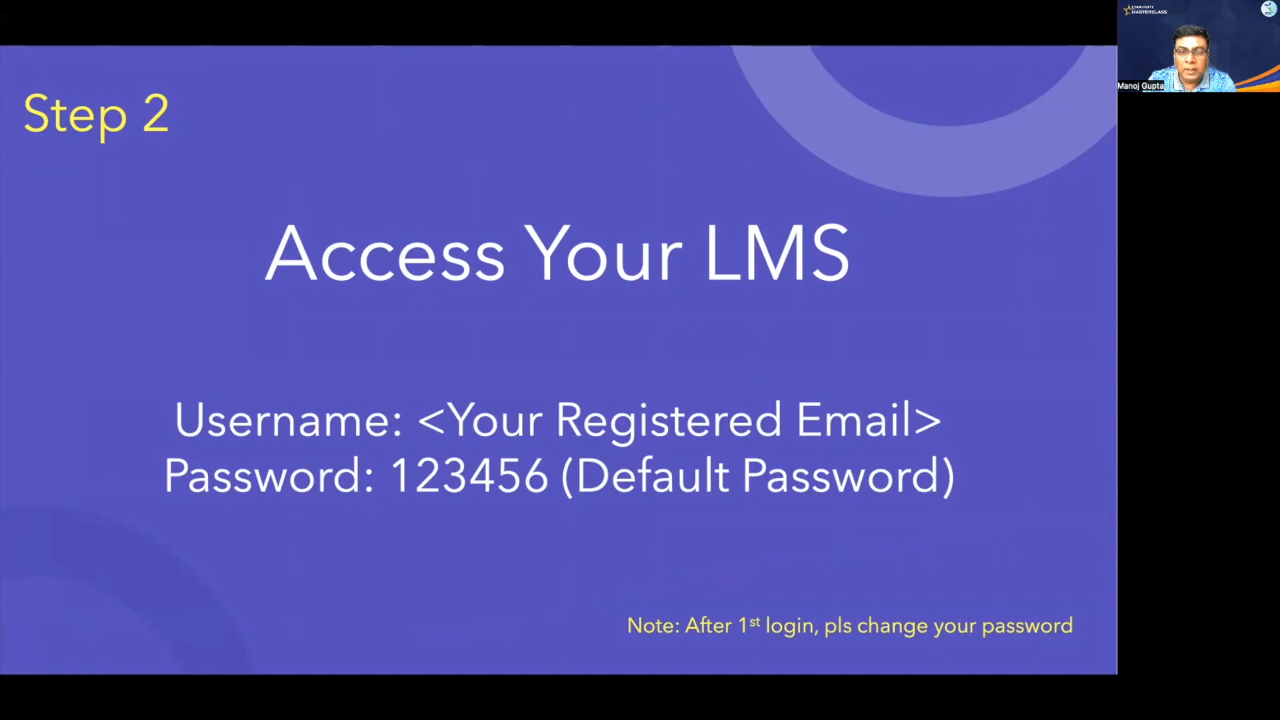 Step 2
Access Your LMS
Username: <Your Registered Email>
Password: 123456 (Default Password)
Note: After 1st login, pls change your password
MASTERCLASS
Manoj Gupta